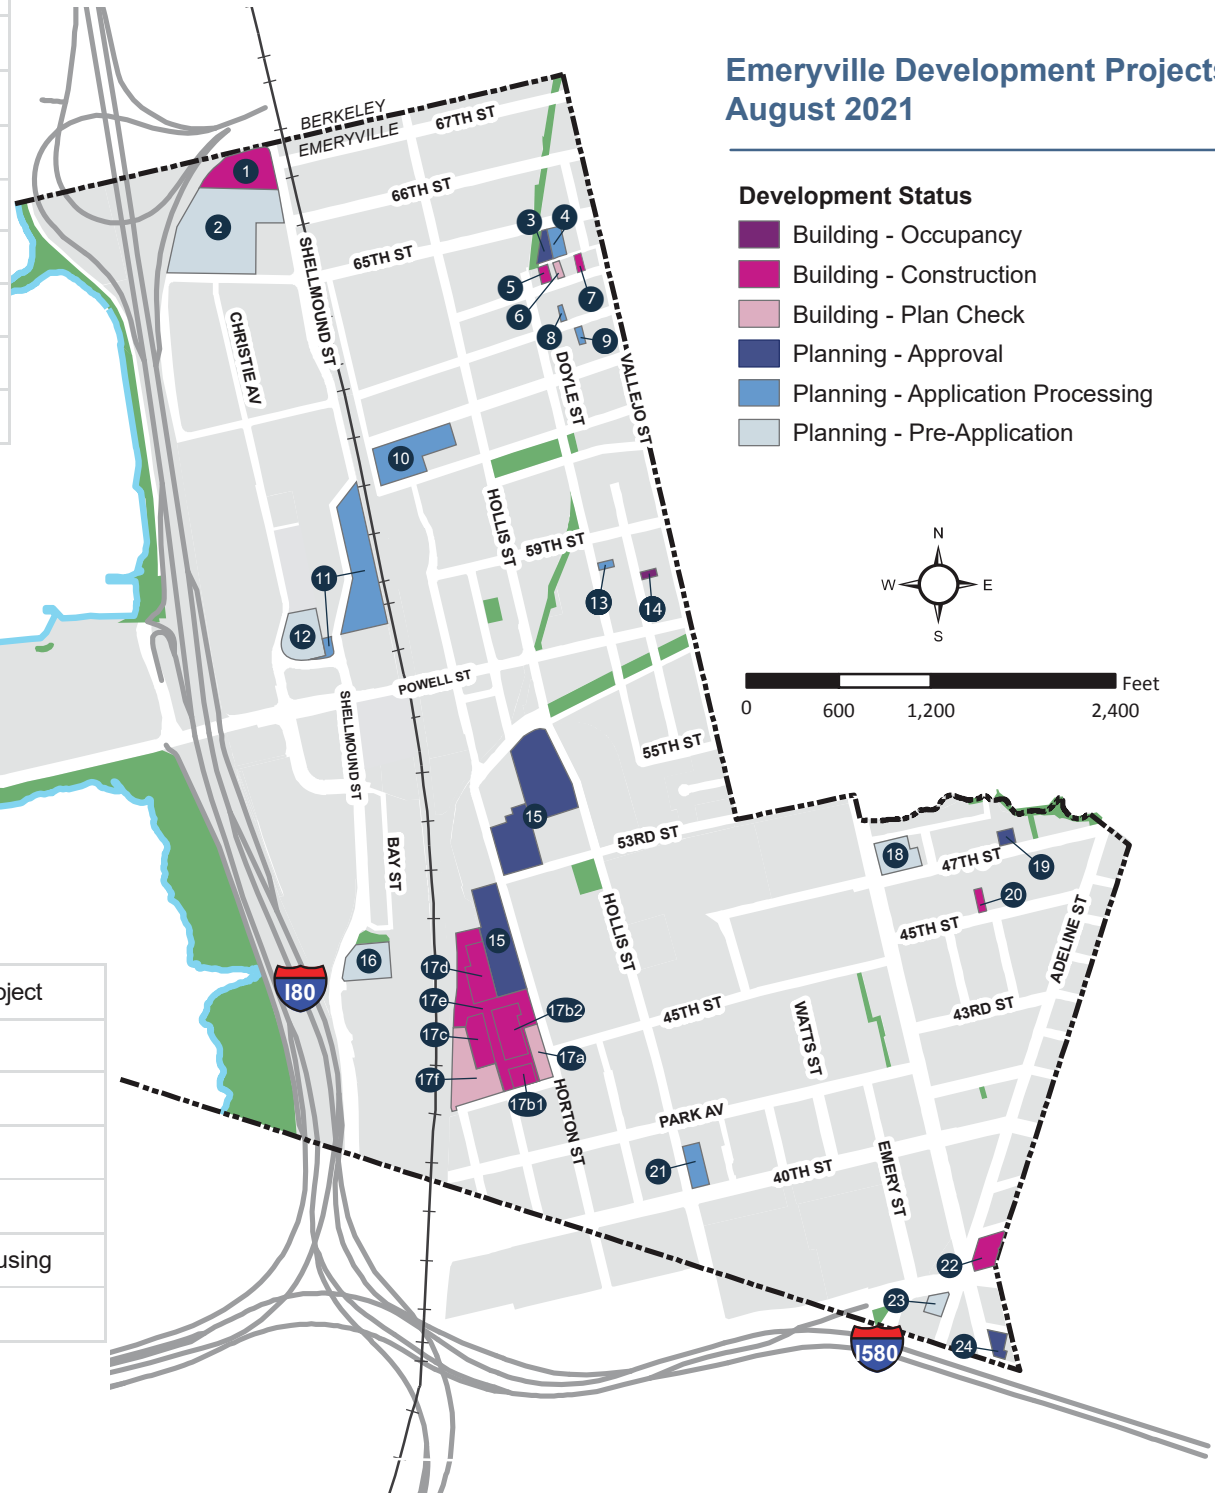 Emeryville Development Projects
August 2021
Development Status
Building - Occupancy
Building - Construction
Building - Plan Check
Planning - Approval
Planning - Application Processing
Planning - Pre-Application
N
W
E
S
Feet
0
600
1,200
2,400
BERKELEY
EMERYVILLE
67TH ST
66TH ST
65TH ST
SHELLMOUND ST
CHRISTIE AV
DOYLE ST
VALLEJO ST
HOLLIS ST
59TH ST
POWELL ST
SHELLMOUND ST
55TH ST
53RD ST
BAY ST
HOLLIS ST
47TH ST
45TH ST
ADELINE ST
43RD ST
45TH ST
WATTS ST
HORTON ST
PARK AV
40TH ST
EMERY ST
I80
I580
1
2
3
4
5
6
7
8
9
10
11
12
13
14
15
15
16
17d
17e
17c
17f
17b2
17a
17b1
18
19
20
21
22
23
24
oject
using